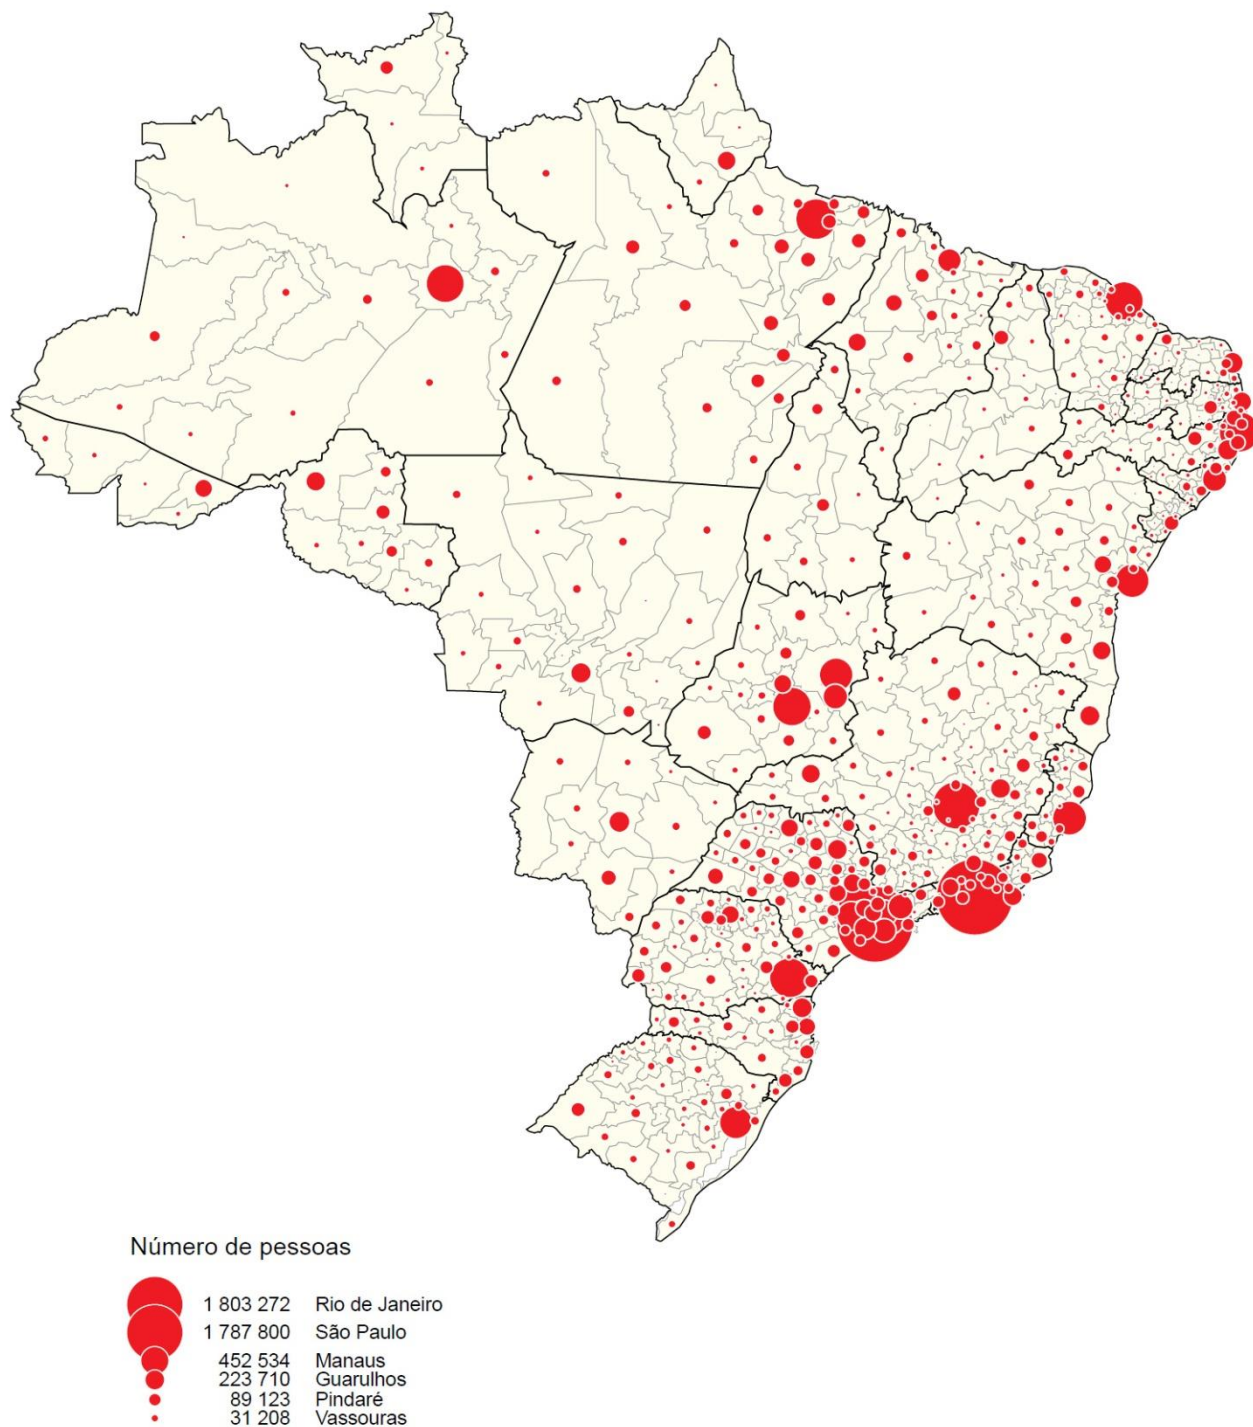 Número de pessoas
1 803 272 Rio de Janeiro
1 787 800 São Paulo
452 534 Manaus
223 710 Guarulhos
89 123 Pindaré
31 208 Vassouras